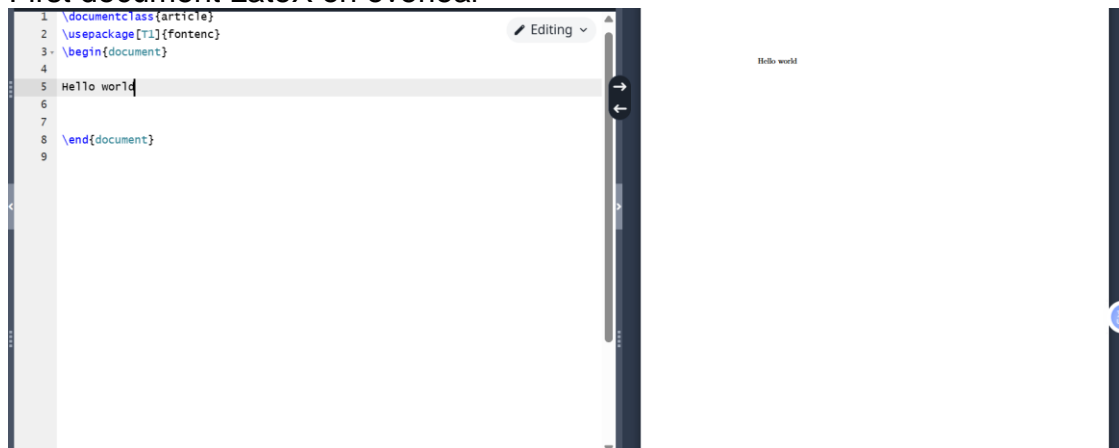 First document LateX on overleaf
1 \documentclass{article}
2 \usepackage[T1]{fontenc}
3 \begin{document}
4
5 Hello world
6
7
8 \end{document}
9
Editing
Hello world